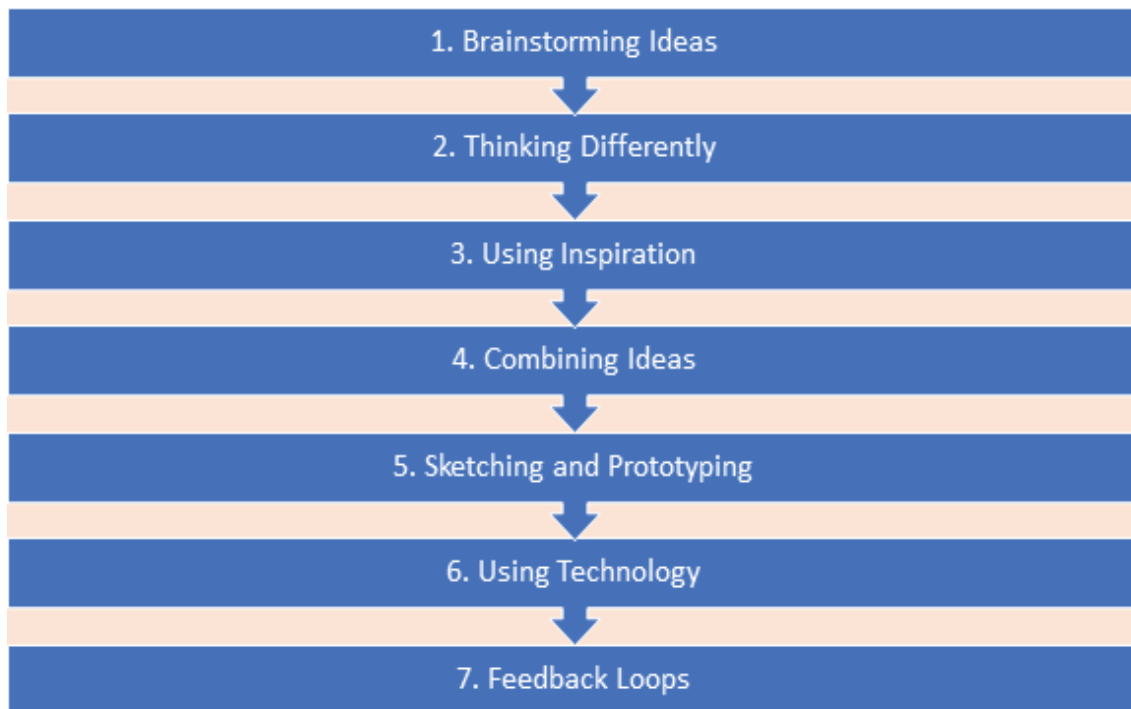 1. Brainstorming Ideas
2. Thinking Differently
3. Using Inspiration
4. Combining Ideas
5. Sketching and Prototyping
6. Using Technology
7. Feedback Loops